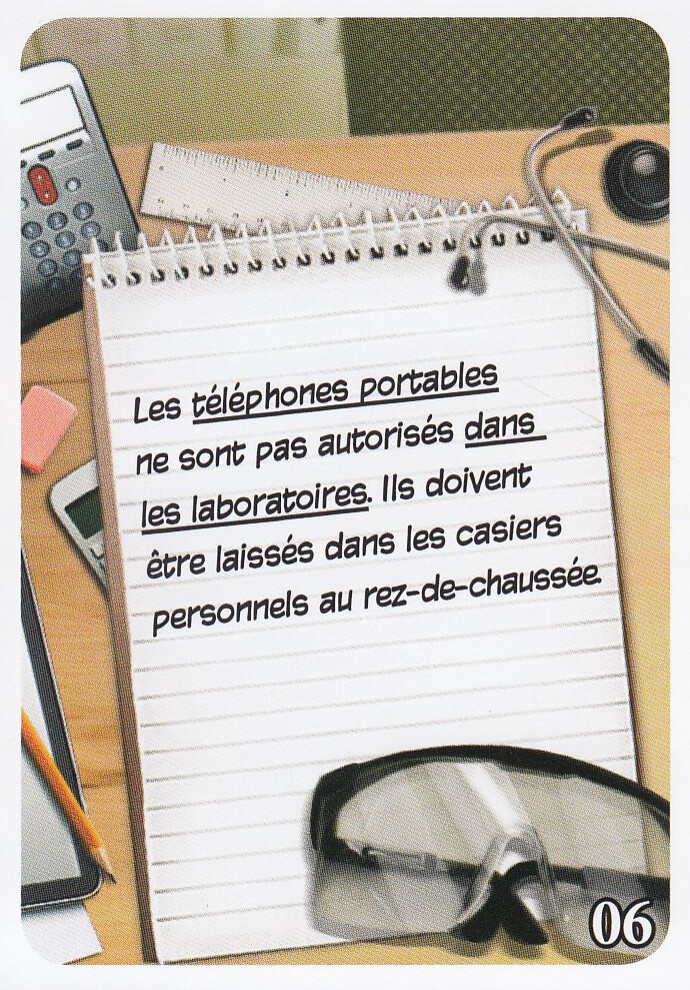 Les téléphones portables
ne sont pas autorisés dans
les laboratoires. Ils doivent
être laissés dans les casiers
personnels au rez-de-chaussée.
06